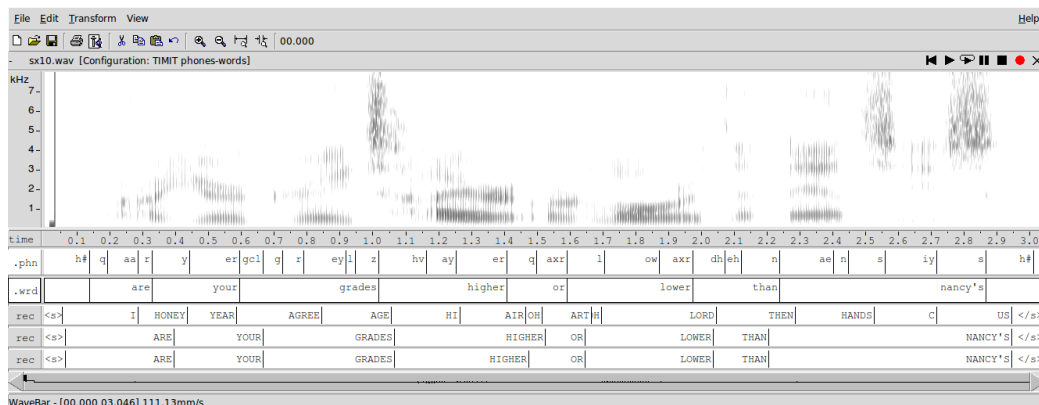 File Edit Transform View Help
00.000
- sx10.wav [Configuration: TIMIT phones-words]
kHz
7-
6-
5-
4-
3-
2-
1-
time 0.1 0.2 0.3 0.4 0.5 0.6 0.7 0.8 0.9 1.0 1.1 1.2 1.3 1.4 1.5 1.6 1.7 1.8 1.9 2.0 2.1 2.2 2.3 2.4 2.5 2.6 2.7 2.8 2.9 3.0
.phn h# q aa r y er gcl g r ey l z hv ay er q axr l ow axr dh eh n ae n s iy s h#
.wrd are your grades higher or lower than nancy's
rec <s> I HONEY YEAR AGREE AGE HI AIR OH ART LORD THEN HANDS C US </s>
rec <s> ARE YOUR GRADES HIGHER OR LOWER THAN NANCY'S </s>
rec <s> ARE YOUR GRADES HIGHER OR LOWER THAN NANCY'S </s>
WaveBar - [00.000 03.046] 111.13mm/s